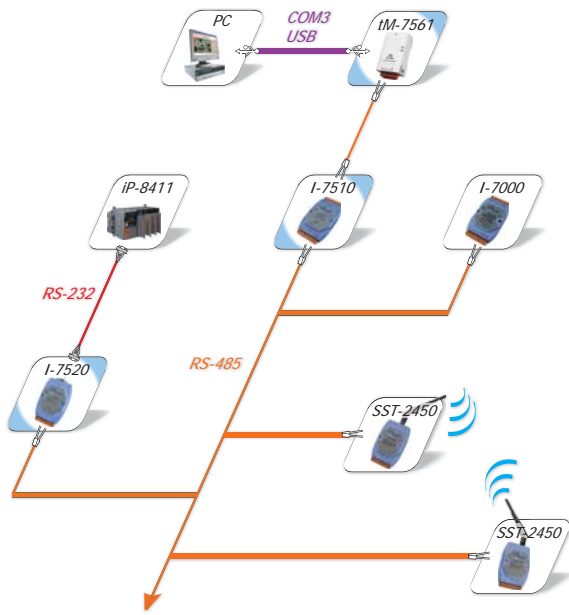 PC
COM3
USB
tM-7561
iP-8411
I-7510
I-7000
RS-232
I-7520
RS-485
SST-2450
SST-2450